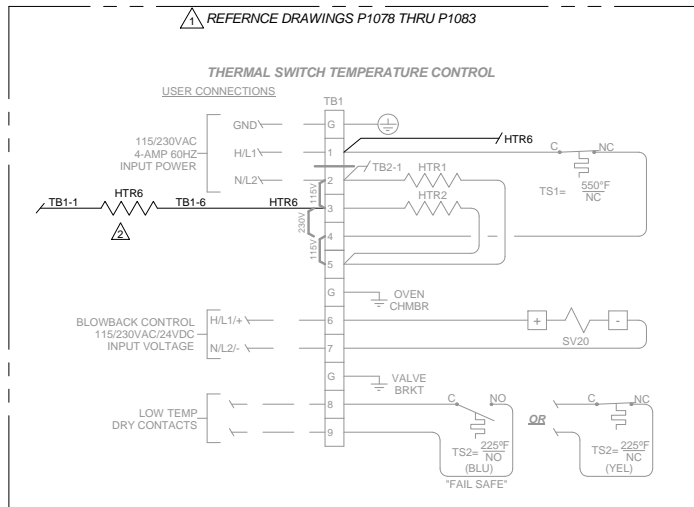 1 REFERNCE DRAWINGS P1078 THRU P1083
THERMAL SWITCH TEMPERATURE CONTROL
USER CONNECTIONS
TB1
GND
G
115/230VAC
4-AMP 60HZ
INPUT POWER
H/L1
1
HTR6
C
NC
TS1= 550°F
NC
N/L2
2
TB2-1
HTR1
115V
TB1-1
HTR6
TB1-6
HTR6
3
HTR2
2
230V
4
115V
5
G
OVEN
CHMBR
BLOWBACK CONTROL
115/230VAC/24VDC
INPUT VOLTAGE
H/L1/+
6
+
-
SV20
N/L2/-
7
G
VALVE
BRKT
LOW TEMP
DRY CONTACTS
8
C
NO
OR
C
NC
9
TS2= 225°F
NO
(BLU)
"FAIL SAFE"
TS2= 225°F
NC
(YEL)